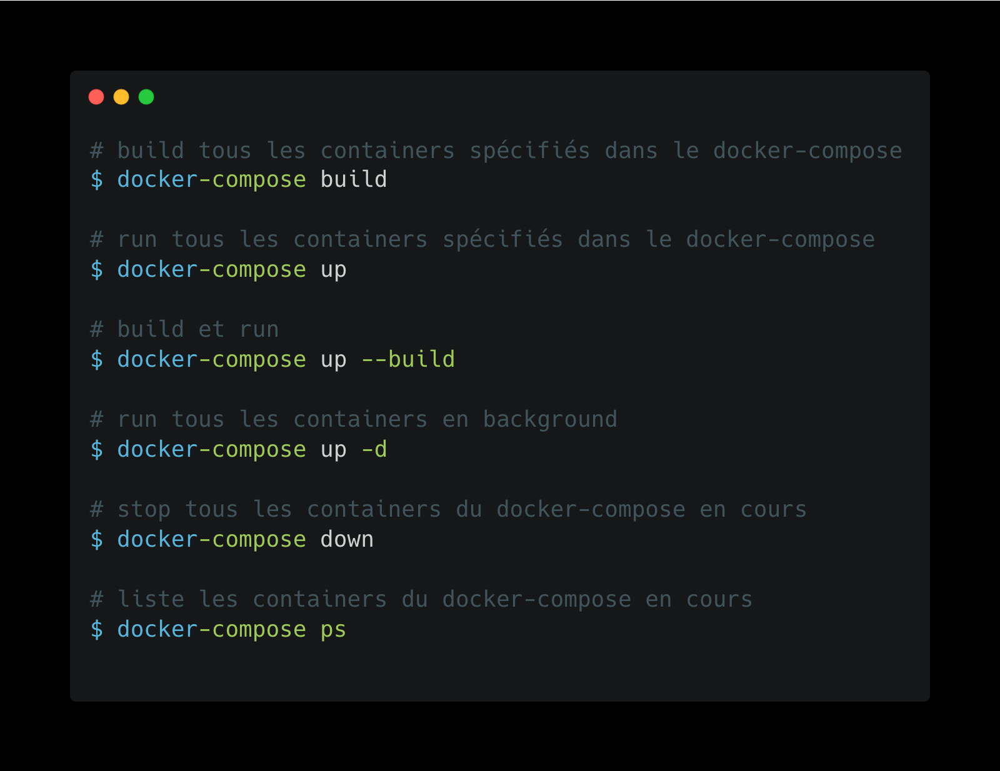 # build tous les containers spécifiés dans le docker-compose
$ docker-compose build
# run tous les containers spécifiés dans le docker-compose
$ docker-compose up
# build et run
$ docker-compose up --build
# run tous les containers en background
$ docker-compose up -d
# stop tous les containers du docker-compose en cours
$ docker-compose down
# liste les containers du docker-compose en cours
$ docker-compose ps